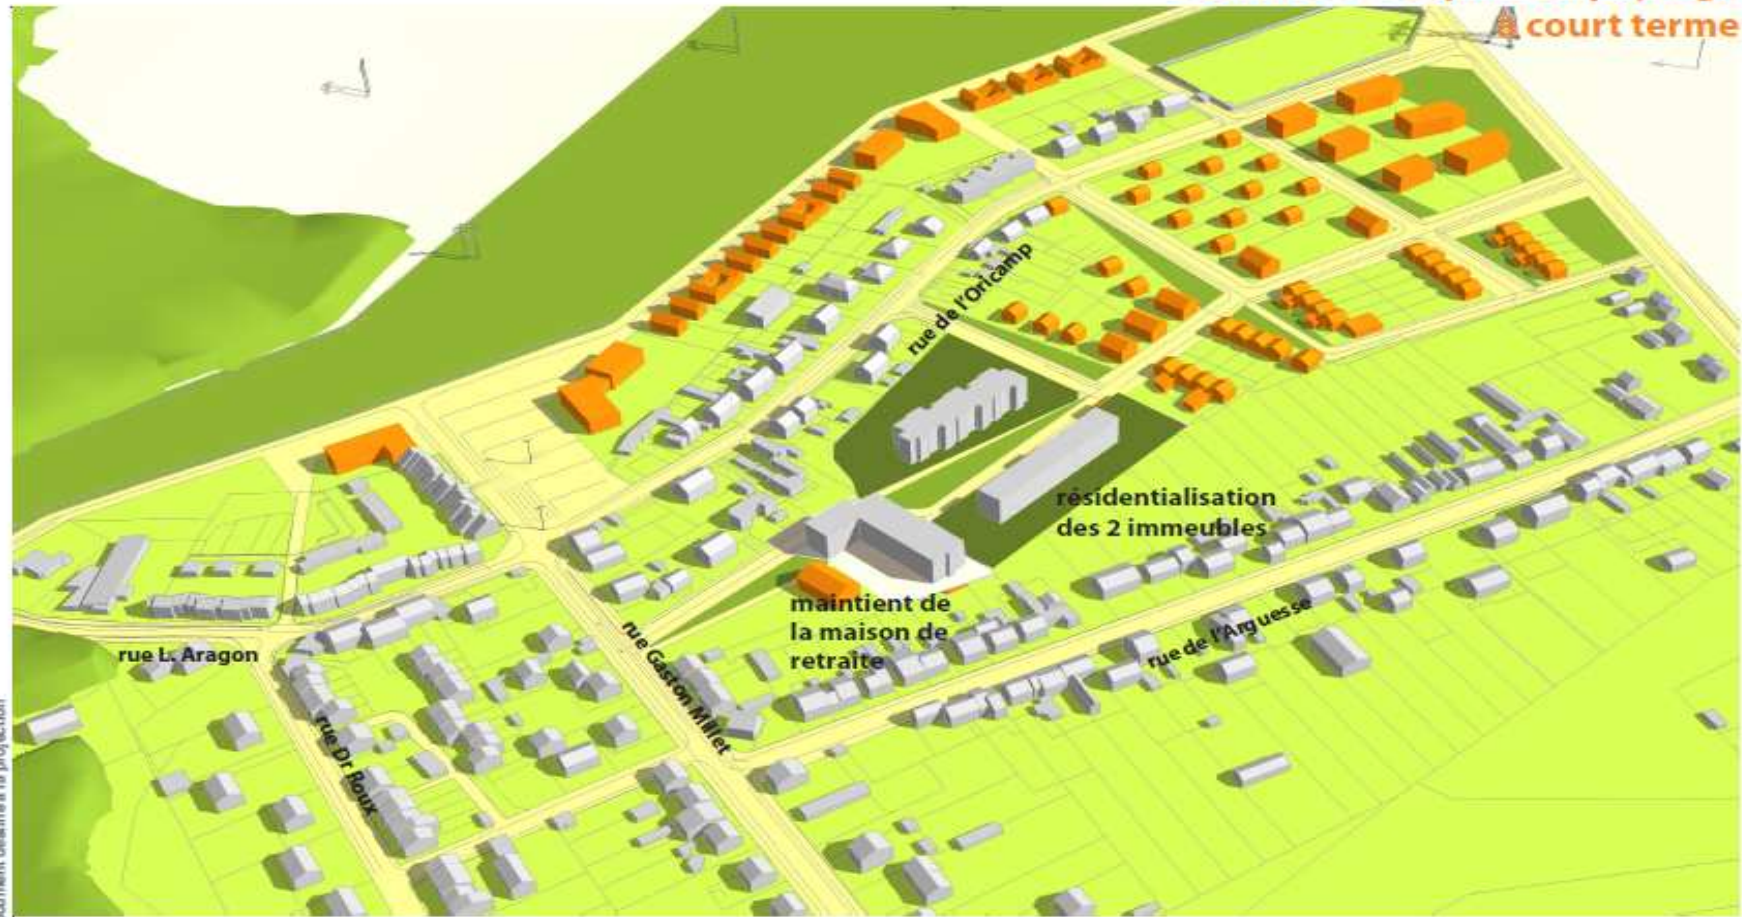 à court terme
rue de l'Oricamp
résidentialisation
des 2 immeubles
maintient de
la maison de
retraite
rue de l'Arguesse
rue L. Aragon
rue Gaston Millet
rue Dr Roux